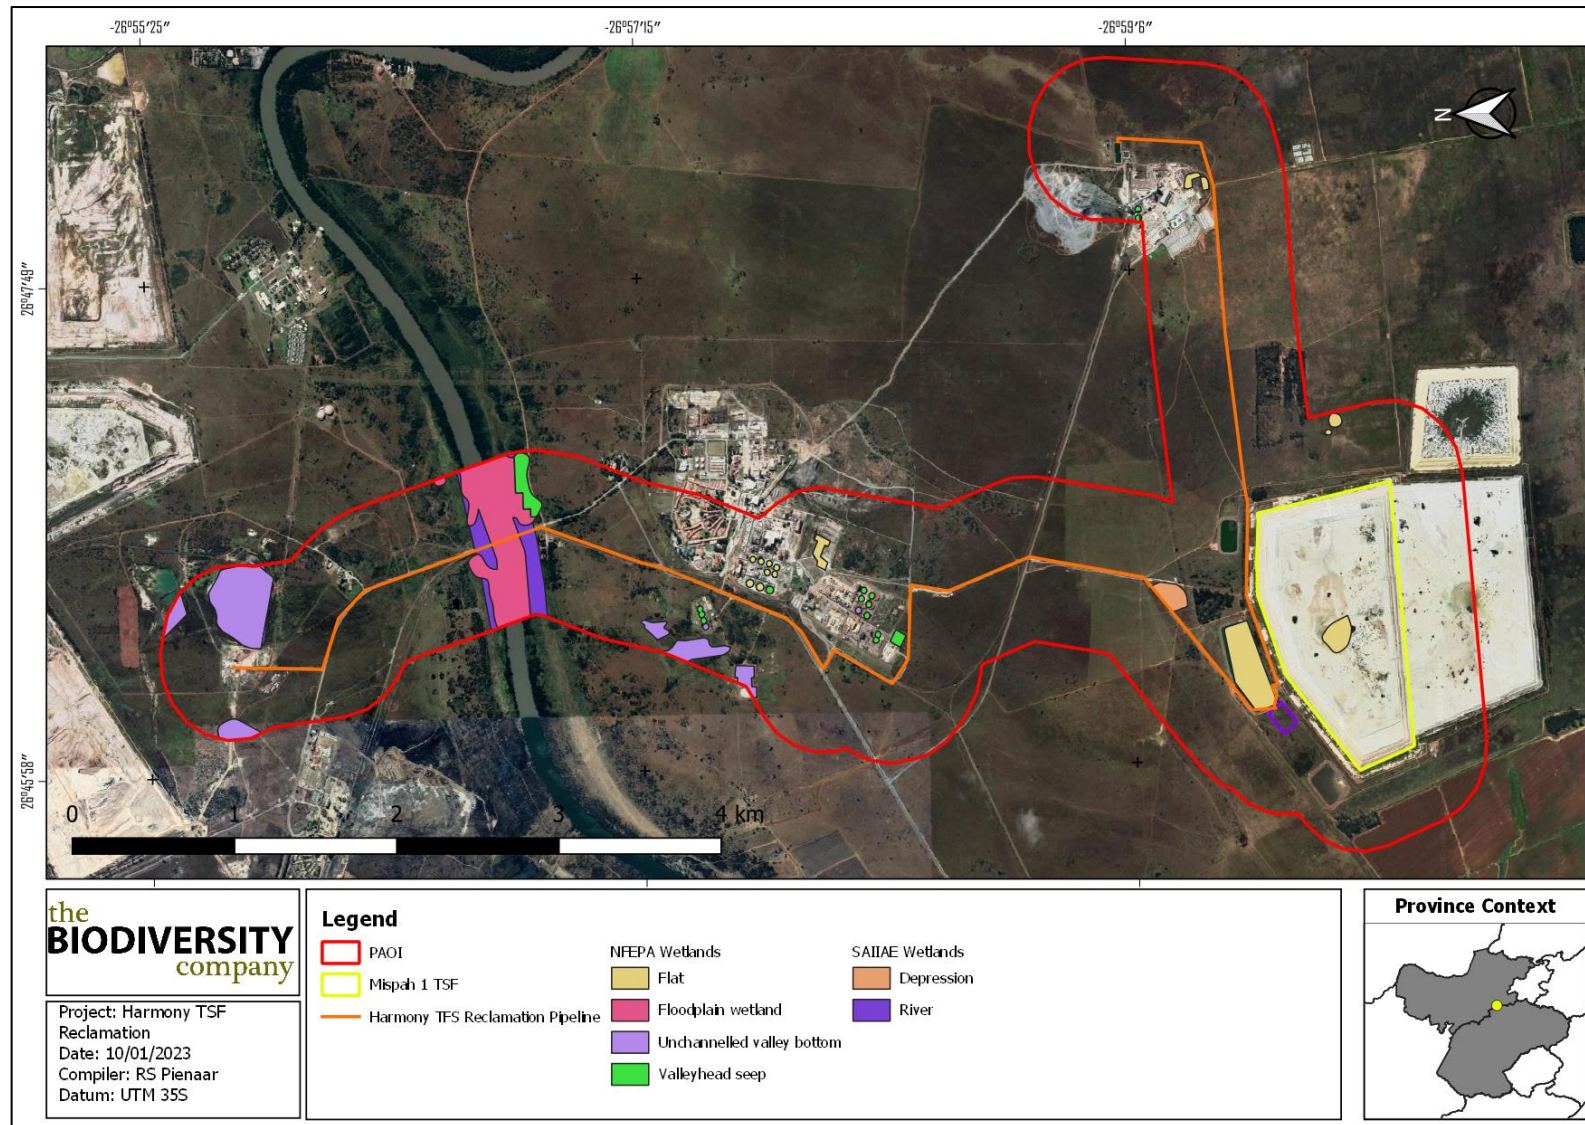 -26°55'25"
-26°57'15"
-26°59'6"
N
26°47'49"
26°45'58"
0
1
2
3
4 km
the
BIODIVERSITY
company
Project: Harmony TSF
Reclamation
Date: 10/01/2023
Compiler: RS Pienaar
Datum: UTM 35S
Legend
PAOI
Mispah 1 TSF
Harmony TFS Reclamation Pipeline
NFEPA Wetlands
Flat
Floodplain wetland
Unchannelled valley bottom
Valleyhead seep
SAIIAE Wetlands
Depression
River
Province Context